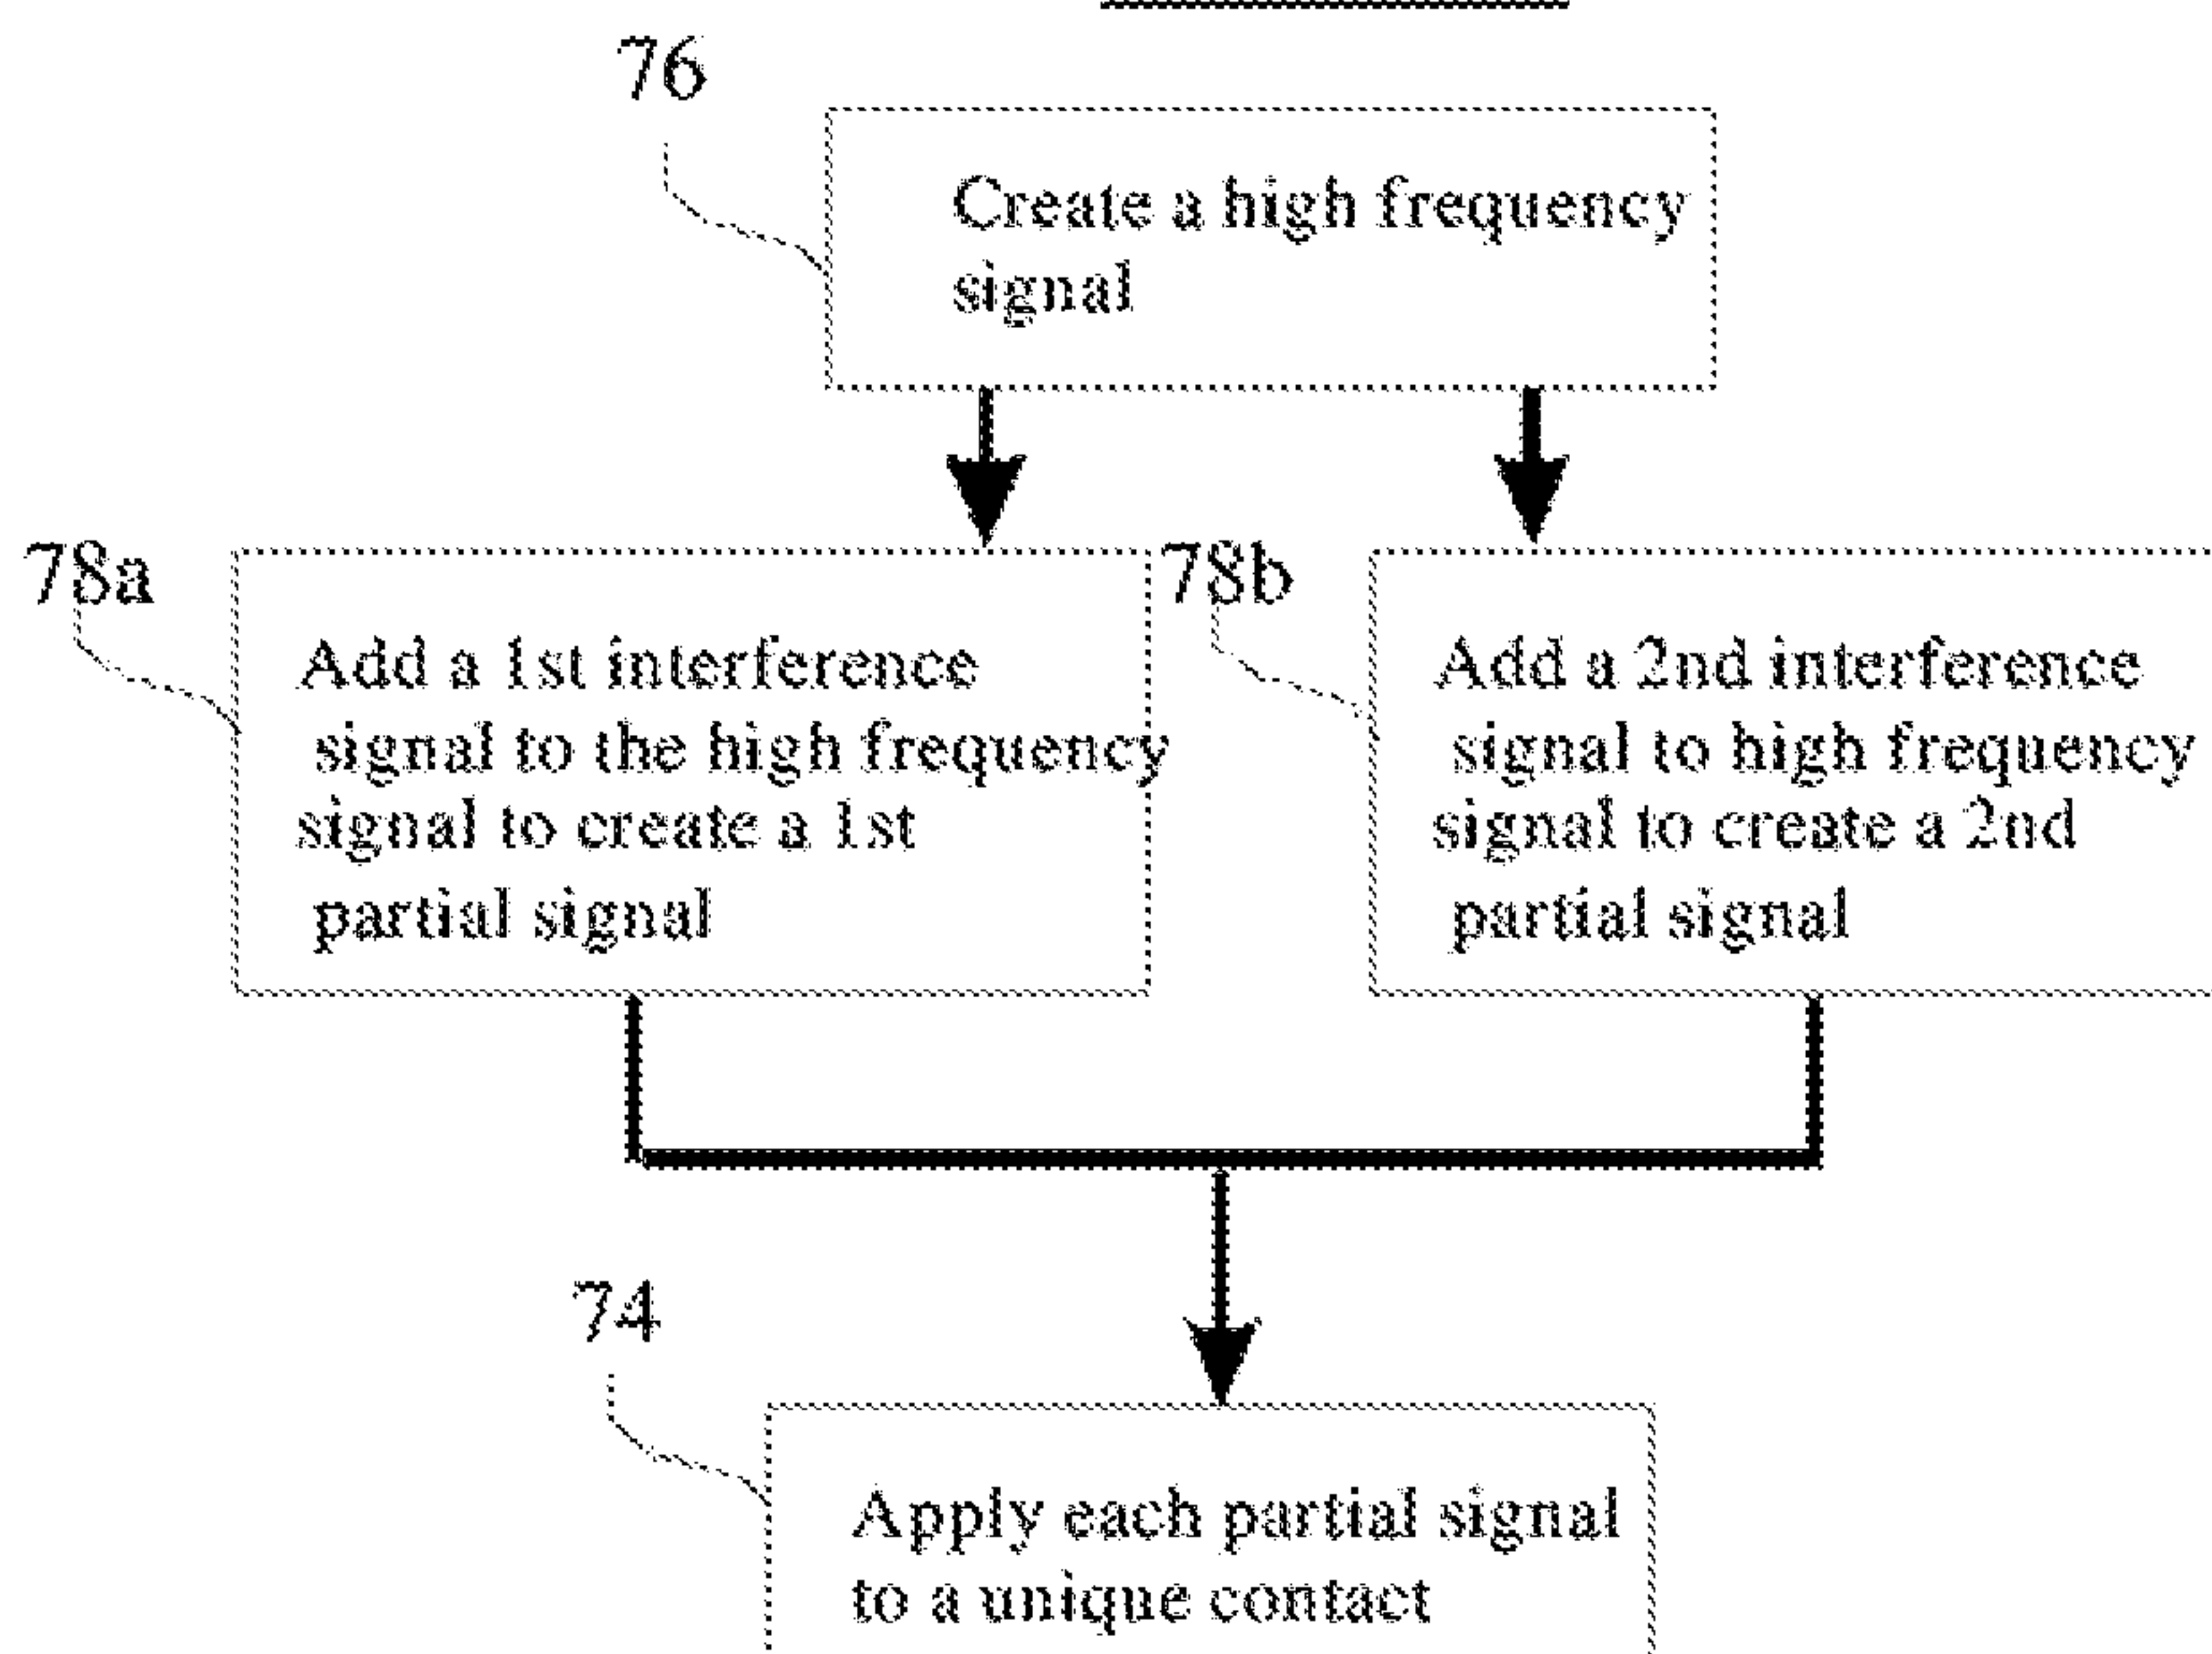 76
Create a high frequency
signal
78a
Add a 1st interference
signal to the high frequency
signal to create a 1st
partial signal
78b
Add a 2nd interference
signal to high frequency
signal to create a 2nd
partial signal
74
Apply each partial signal
to a unique contact